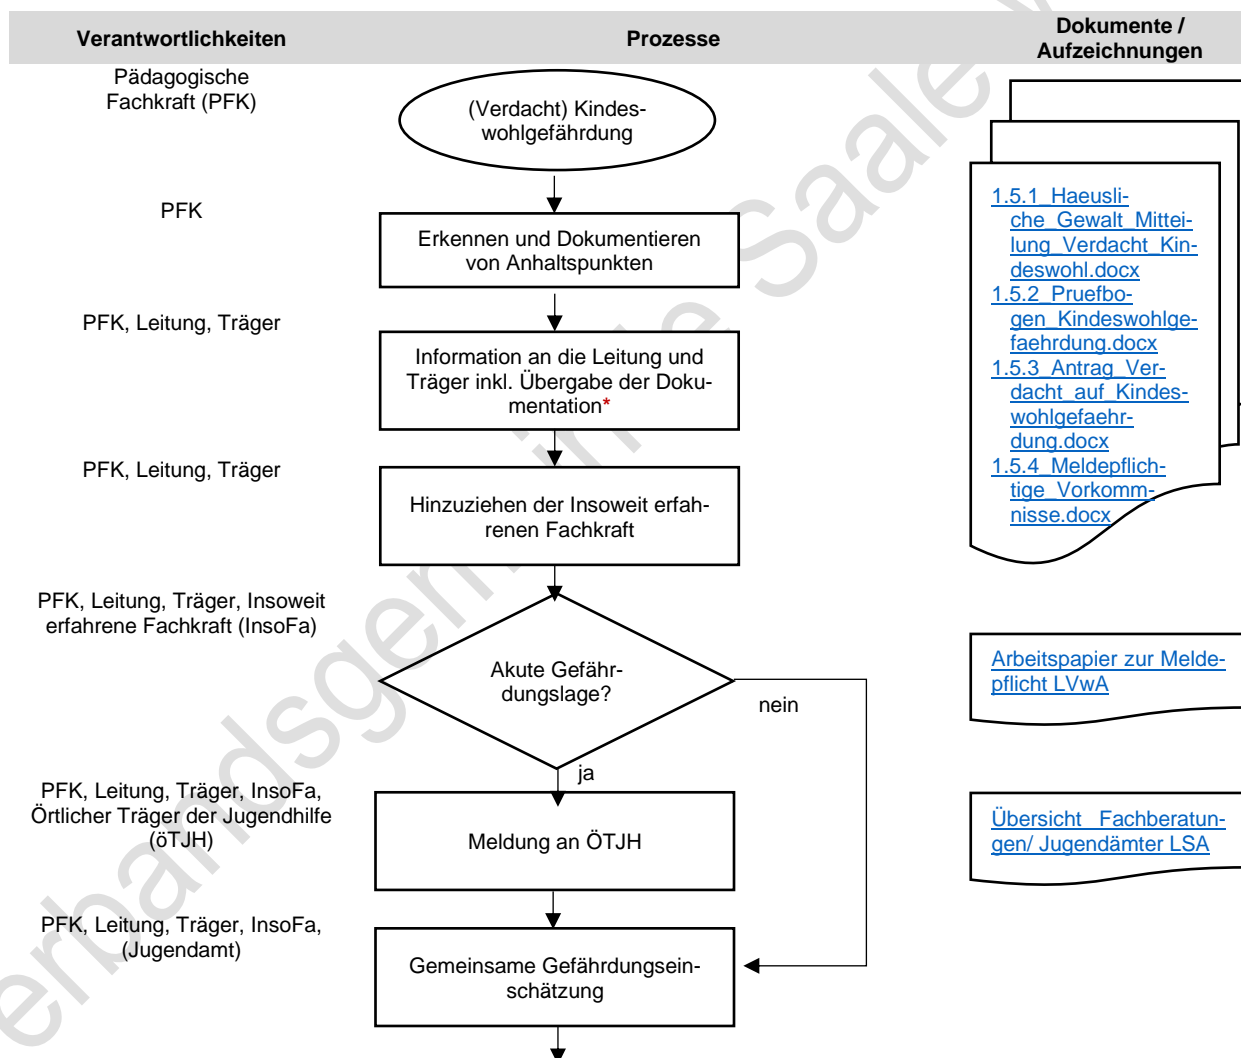 Verantwortlichkeiten
Prozesse
Dokumente /
Aufzeichnungen
Pädagogische
Fachkraft (PFK)
(Verdacht) Kindes-
wohlgefährdung
1.5.1_Haeusli-
che_Gewalt_Mittei-
lung_Verdacht_Kin-
deswohl.docx
1.5.2_Pruefbo-
gen_Kindeswohlge-
faehrdung.docx
1.5.3_Antrag_Ver-
dacht_auf_Kindes-
wohlgefaehr-
dung.docx
1.5.4_Meldepflich-
tige_Vorkomm-
nisse.docx
PFK
Erkennen und Dokumentieren
von Anhaltspunkten
PFK, Leitung, Träger
Information an die Leitung und
Träger inkl. Übergabe der Doku-
mentation*
PFK, Leitung, Träger
Hinzuziehen der Insoweit erfah-
renen Fachkraft
PFK, Leitung, Träger, Insoweit
erfahrene Fachkraft (InsoFa)
Akute Gefähr-
dungslage?
nein
ja
Arbeitspapier zur Melde-
pflicht LVwA
PFK, Leitung, Träger, InsoFa,
Örtlicher Träger der Jugendhilfe
(öTJH)
Meldung an ÖTJH
Übersicht Fachberatun-
gen/ Jugendämter LSA
PFK, Leitung, Träger, InsoFa,
(Jugendamt)
Gemeinsame Gefährdungsein-
schätzung